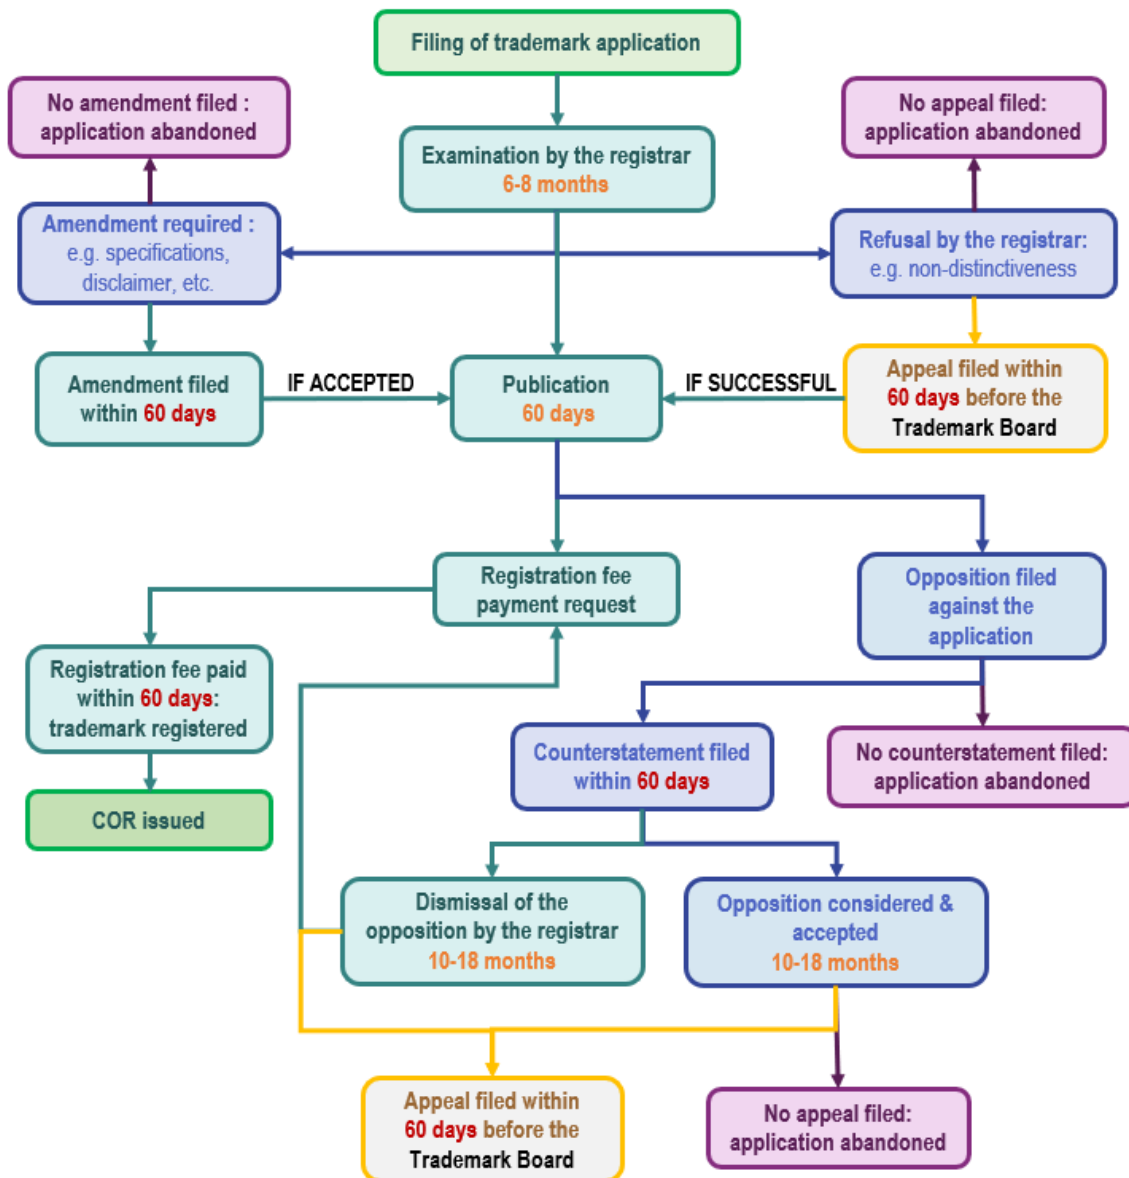 Filing of trademark application
No amendment filed :
application abandoned
No appeal filed:
application abandoned
Examination by the registrar
6-8 months
Amendment required :
e.g. specifications,
disclaimer, etc.
Refusal by the registrar:
e.g. non-distinctiveness
Amendment filed
within 60 days
IF ACCEPTED
Publication
60 days
IF SUCCESSFUL
Appeal filed within
60 days before the
Trademark Board
Registration fee
payment request
Opposition filed
against the
application
Registration fee paid
within 60 days:
trademark registered
Counterstatement filed
within 60 days
No counterstatement filed:
application abandoned
COR issued
Dismissal of the
opposition by the registrar
10-18 months
Opposition considered &
accepted
10-18 months
Appeal filed within
60 days before the
Trademark Board
No appeal filed:
application abandoned